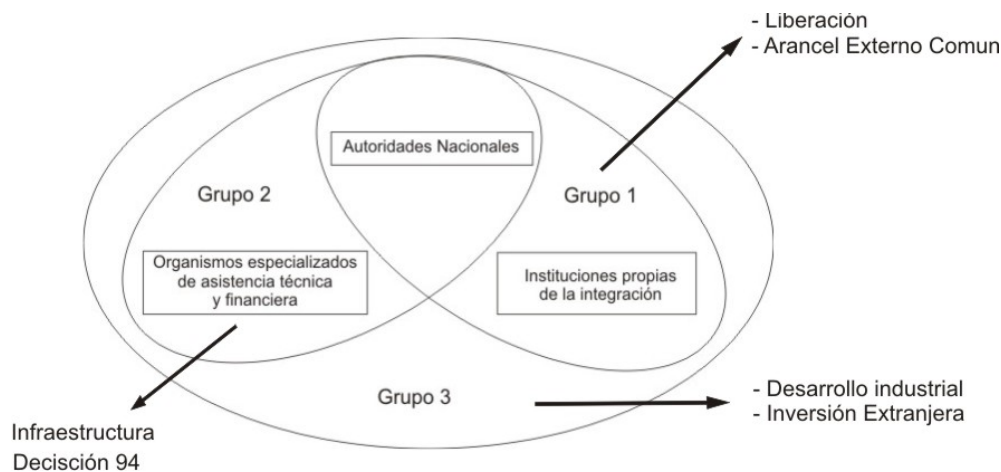 - Liberación
- Arancel Externo Comun
Autoridades Nacionales
Grupo 2
Grupo 1
Organismos especializados
de asistencia técnica
y financiera
Instituciones propias
de la integración
Grupo 3
- Desarrollo industrial
- Inversión Extranjera
Infraestructura
Decisción 94